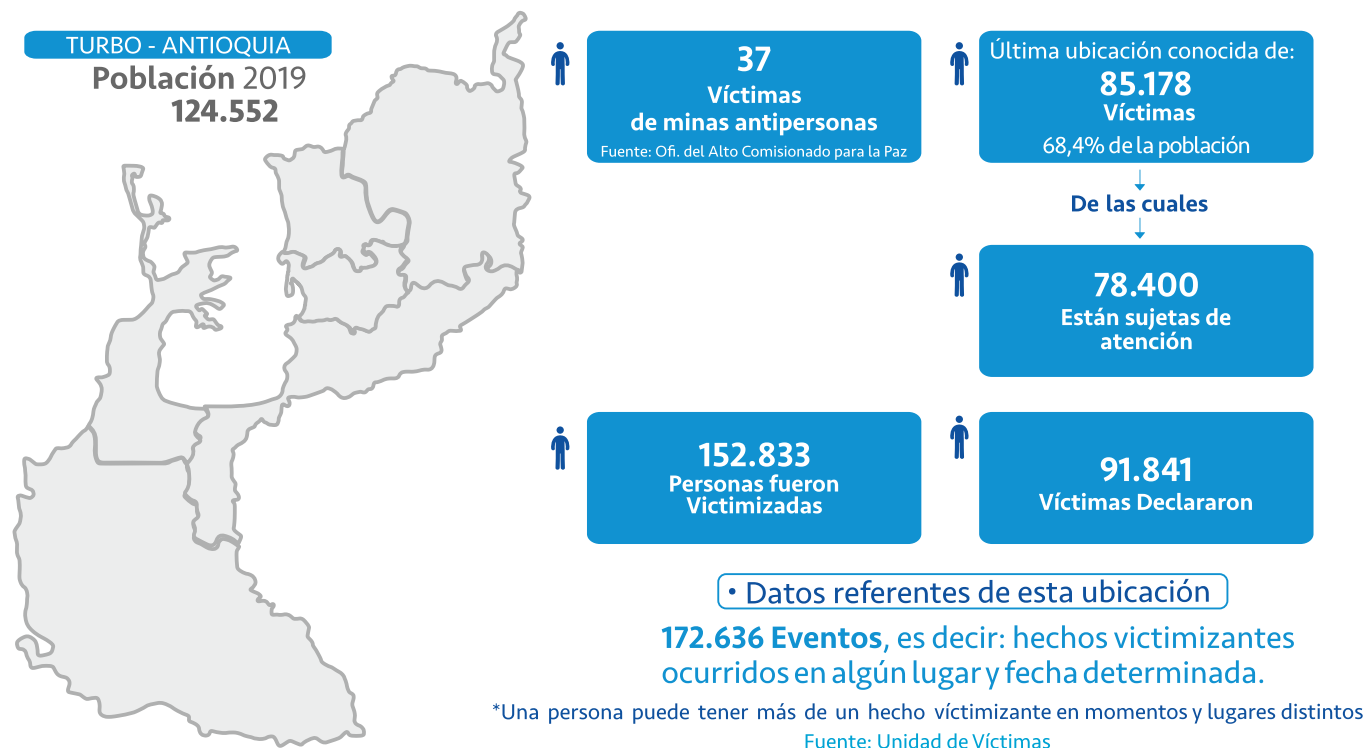 TURBO - ANTIOQUIA
Población 2019
124.552
37
Víctimas
de minas antipersonas
Fuente: Ofi. del Alto Comisionado para la Paz
Última ubicación conocida de:
85.178
Víctimas
68,4% de la población
De las cuales
78.400
Están sujetas de
atención
152.833
Personas fueron
Victimizadas
91.841
Víctimas Declararon
• Datos referentes de esta ubicación
172.636 Eventos, es decir: hechos victimizantes
ocurridos en algún lugar y fecha determinada.
*Una persona puede tener más de un hecho víctimizante en momentos y lugares distintos
Fuente: Unidad de Víctimas